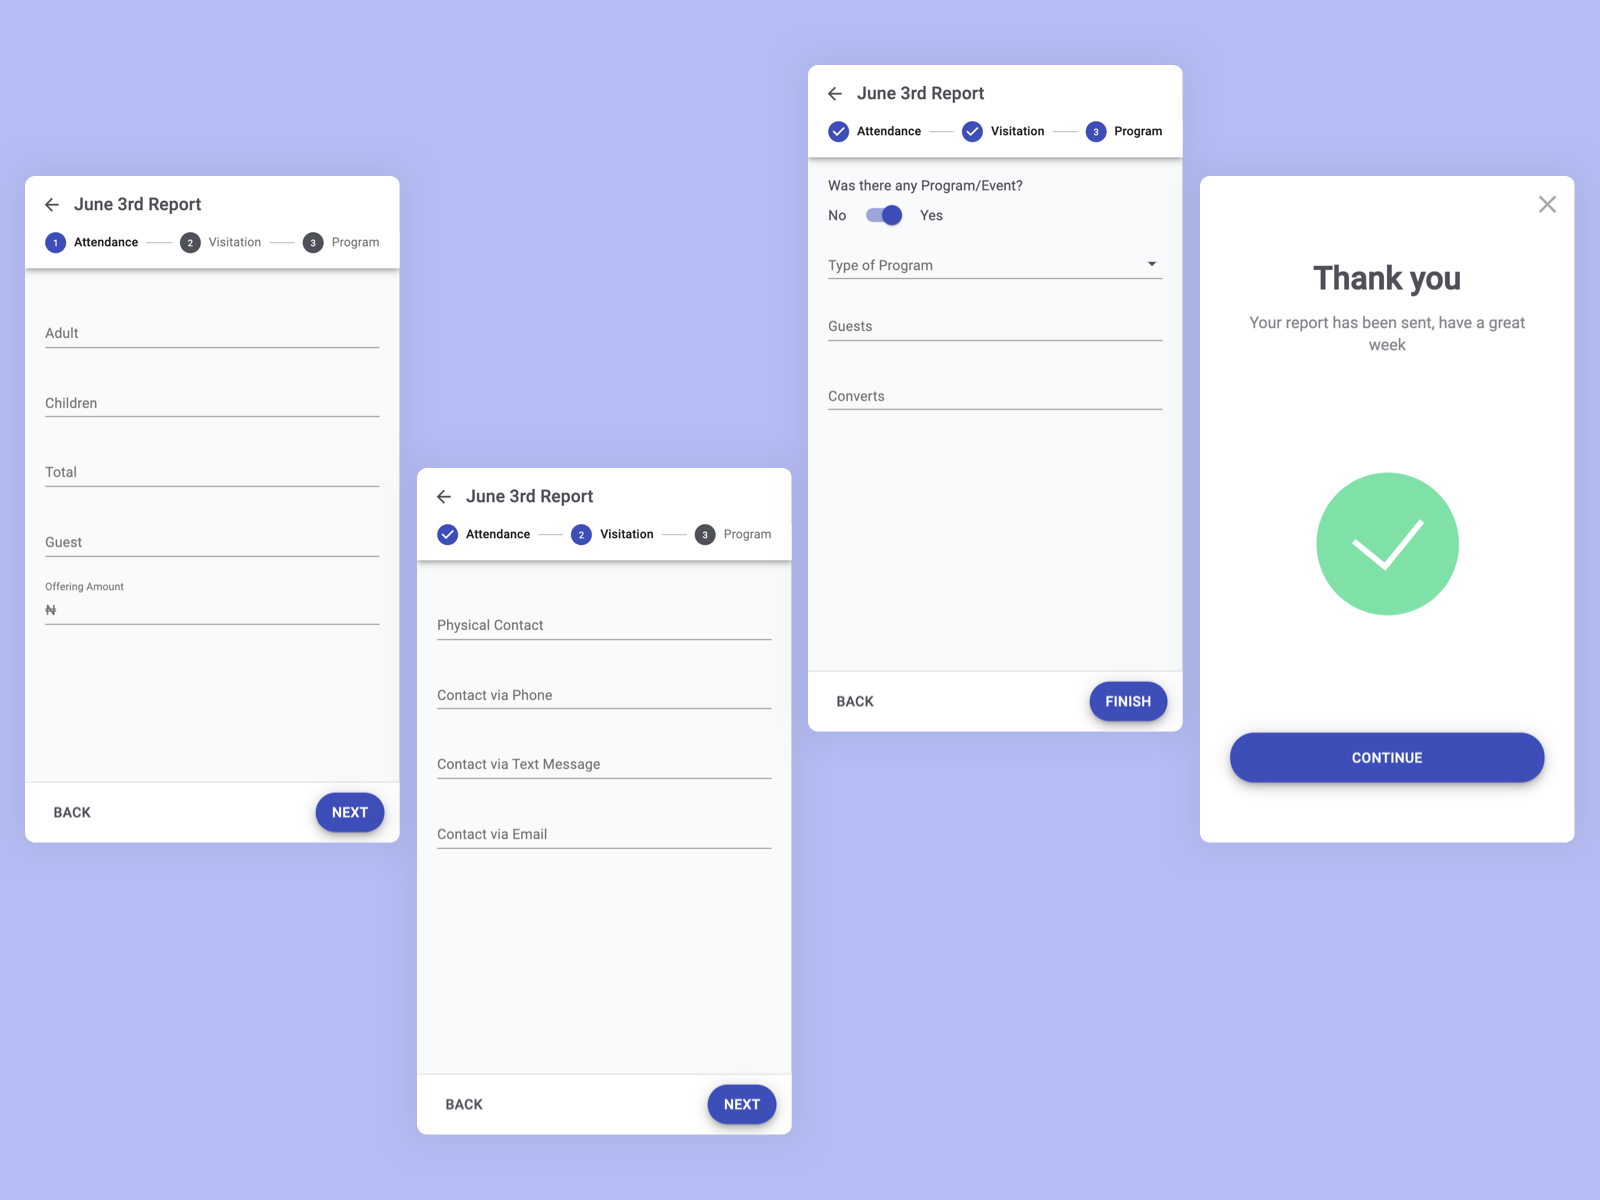 June 3rd Report
1 Attendance 2 Visitation 3 Program
Adult
Children
Total
Guest
Offering Amount
₦
BACK NEXT
June 3rd Report
Attendance 2 Visitation 3 Program
Physical Contact
Contact via Phone
Contact via Text Message
Contact via Email
BACK NEXT
June 3rd Report
Attendance Visitation 3 Program
Was there any Program/Event?
No Yes
Type of Program
Guests
Converts
BACK FINISH
Thank you
Your report has been sent, have a great
week
CONTINUE